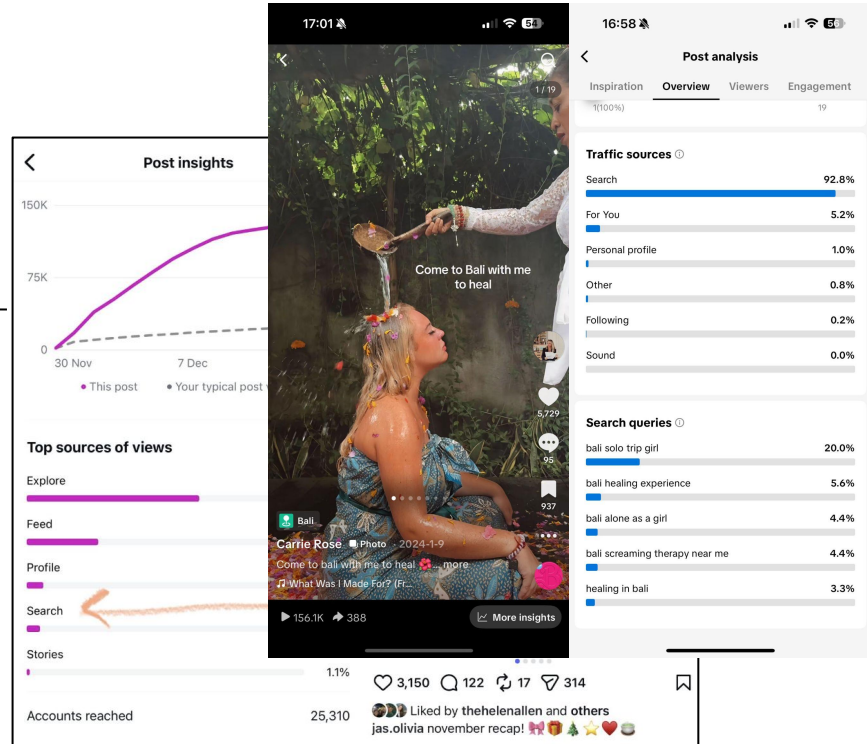 Post insights
150K
75K
0
30 Nov
7 Dec
This post
Your typical post
Top sources of views
Explore
Feed
Profile
Search
Stories
1.1%
Accounts reached
25,310
17:01
54
1 / 19
Come to Bali with me
to heal
5,729
95
937
Bali
Carrie Rose Photo · 2024-1-9
Come to bali with me to heal 🌺... more
What Was I Made For? (Fr...
156.1K 388
More insights
3,150 122 17 314
Liked by thehelenallen and others
jas.olivia november recap! 🎀🎁🎄⭐❤️
16:58
56
Post analysis
Inspiration Overview Viewers Engagement
1(100%) 19
Traffic sources
Search 92.8%
For You 5.2%
Personal profile 1.0%
Other 0.8%
Following 0.2%
Sound 0.0%
Search queries
bali solo trip girl 20.0%
bali healing experience 5.6%
bali alone as a girl 4.4%
bali screaming therapy near me 4.4%
healing in bali 3.3%